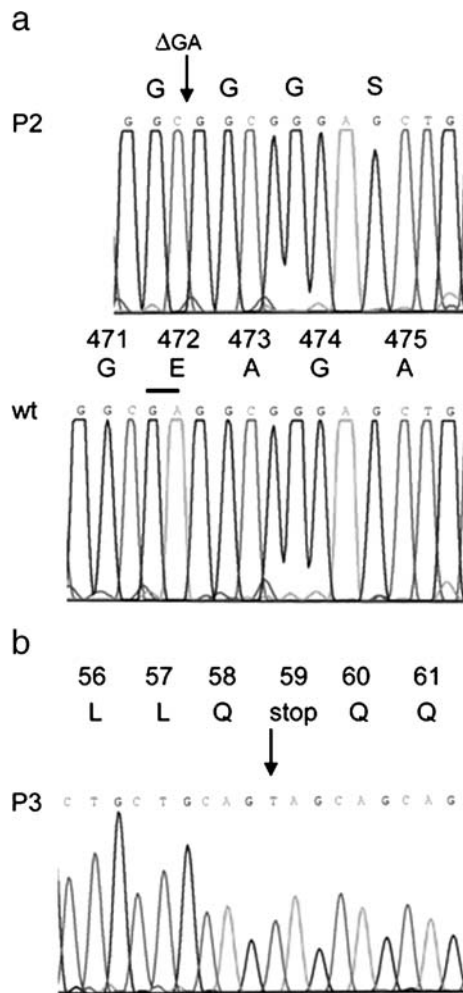 a
ΔGA
G G G S
P2
G G C G G C G G G A G C T G
471 472 473 474 475
G E A G A
wt
G G C G A G G C G G G A G C T G
b
56 57 58 59 60 61
L L Q stop Q Q
P3
C T G C T G C A G T A G C A G C A G